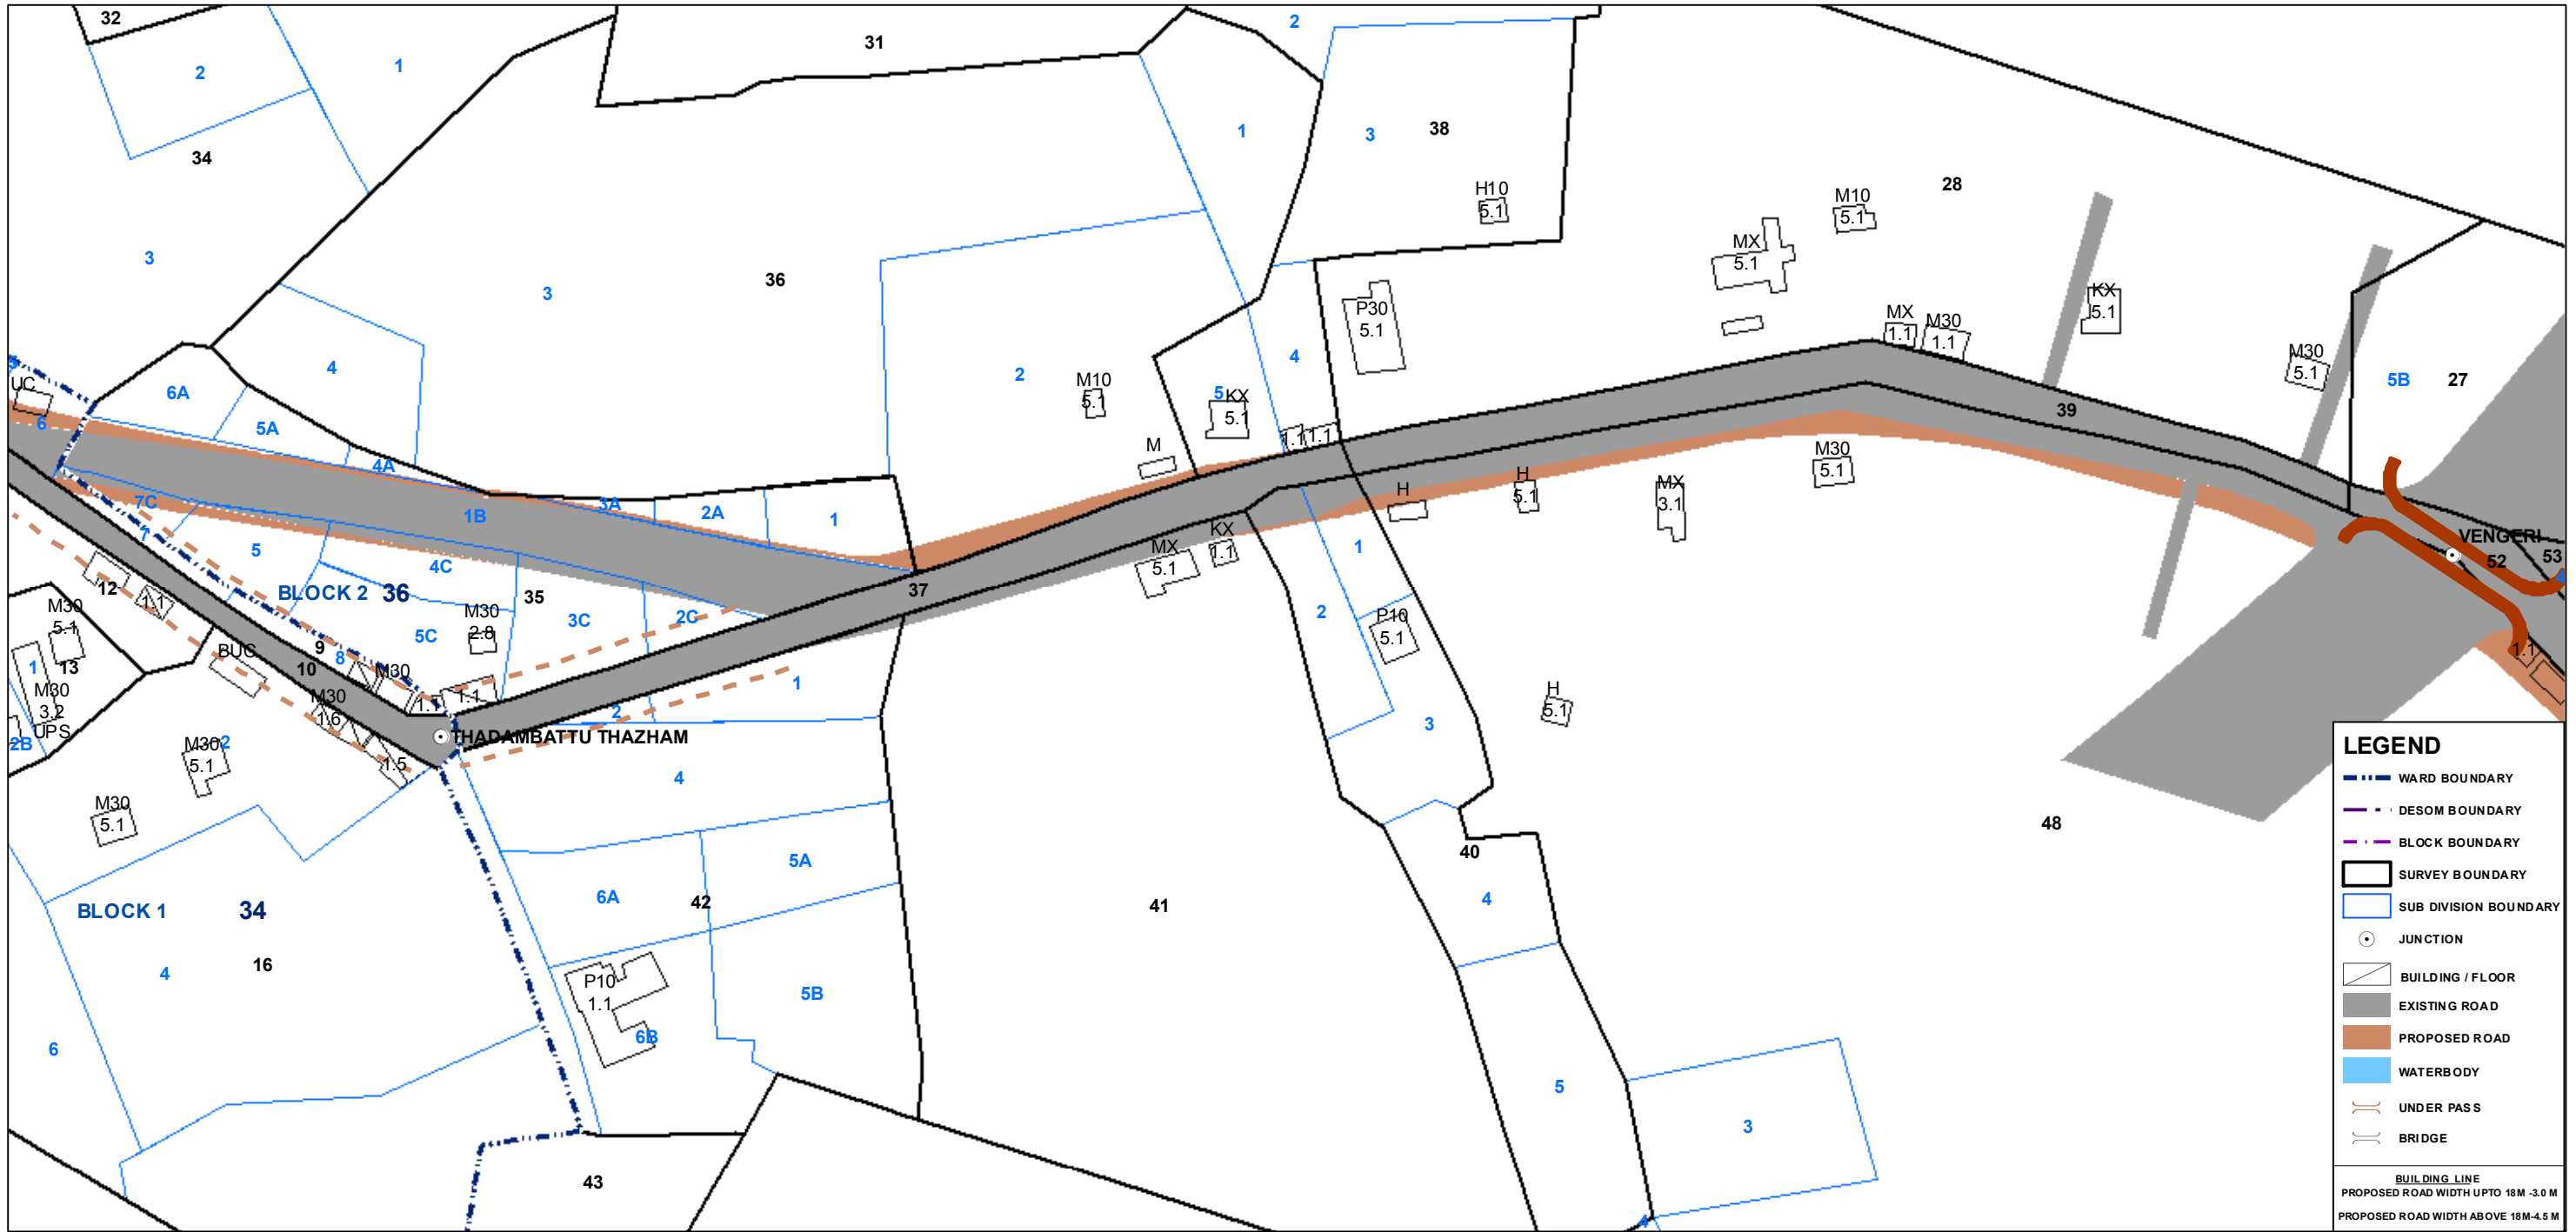 32
31
2
2
1
1
3
38
34
H10
5.1
M10
5.1
28
3
36
3
MX
5.1
KX
5.1
P30
5.1
4
4
2
MX
1.1
M30
1.1
M30
5.1
5B
27
UC
6
6A
5A
4A
M10
5.1
5
KX
5.1
1.1
1.1
39
M
M30
5.1
7C
1B
3A
2A
1
H
H
5.1
MX
3.1
7
5
4C
BLOCK 2
36
35
37
MX
5.1
KX
1.1
1
VENGERI
52
53
4
12
1.1
M30
5.1
1
13
M30
3.2
UPS
2B
5C
M30
2.8
3C
2C
2
P10
5.1
1.1
9
10
8
BUC
M30
M30
1.6
1.1
1.1
1
2
3
H
5.1
THADAMBATTU THAZHAM
M30
2
5.1
1.5
M30
5.1
4
48
5A
40
BLOCK 1
34
6A
42
41
4
16
4
P10
1.1
5B
6
6B
5
3
43
4
LEGEND
WARD BOUNDARY
DESOM BOUNDARY
BLOCK BOUNDARY
SURVEY BOUNDARY
SUB DIVISION BOUNDARY
JUNCTION
BUILDING / FLOOR
EXISTING ROAD
PROPOSED ROAD
WATERBODY
UNDER PASS
BRIDGE
BUILDING LINE
PROPOSED ROAD WIDTH UPTO 18M -3.0 M
PROPOSED ROAD WIDTH ABOVE 18M-4.5 M